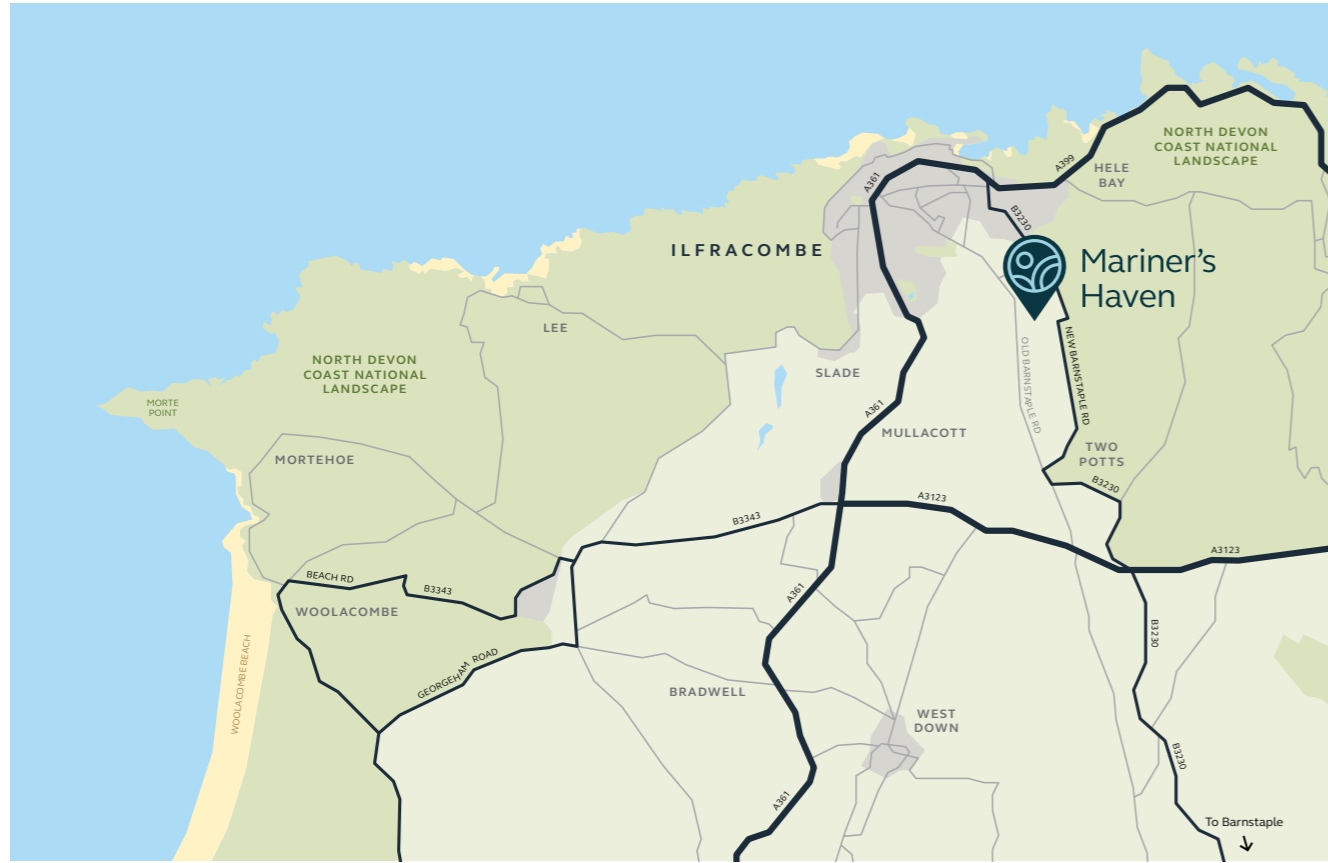 NORTH DEVON
COAST NATIONAL
LANDSCAPE
A399
HELE
BAY
A361
B3230
ILFRACOMBE
Mariner's
Haven
LEE
NORTH DEVON
COAST NATIONAL
LANDSCAPE
SLADE
OLD BARNSTAPLE RD
NEW BARNSTAPLE RD
MORTE
POINT
A361
MULLACOTT
MORTEHOE
TWO
POTTS
B3230
A3123
B3343
A3123
BEACH RD
B3343
A361
WOOLACOMBE
B3230
WOOLACOMBE BEACH
GEORGEHAM ROAD
BRADWELL
WEST
DOWN
B3230
A361
To Barnstaple